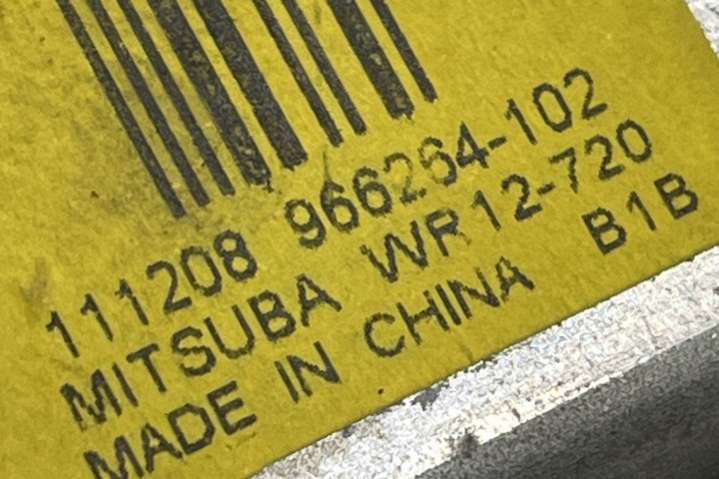 111208 966264-102
MITSUBA WR12-720
MADE IN CHINA B1B